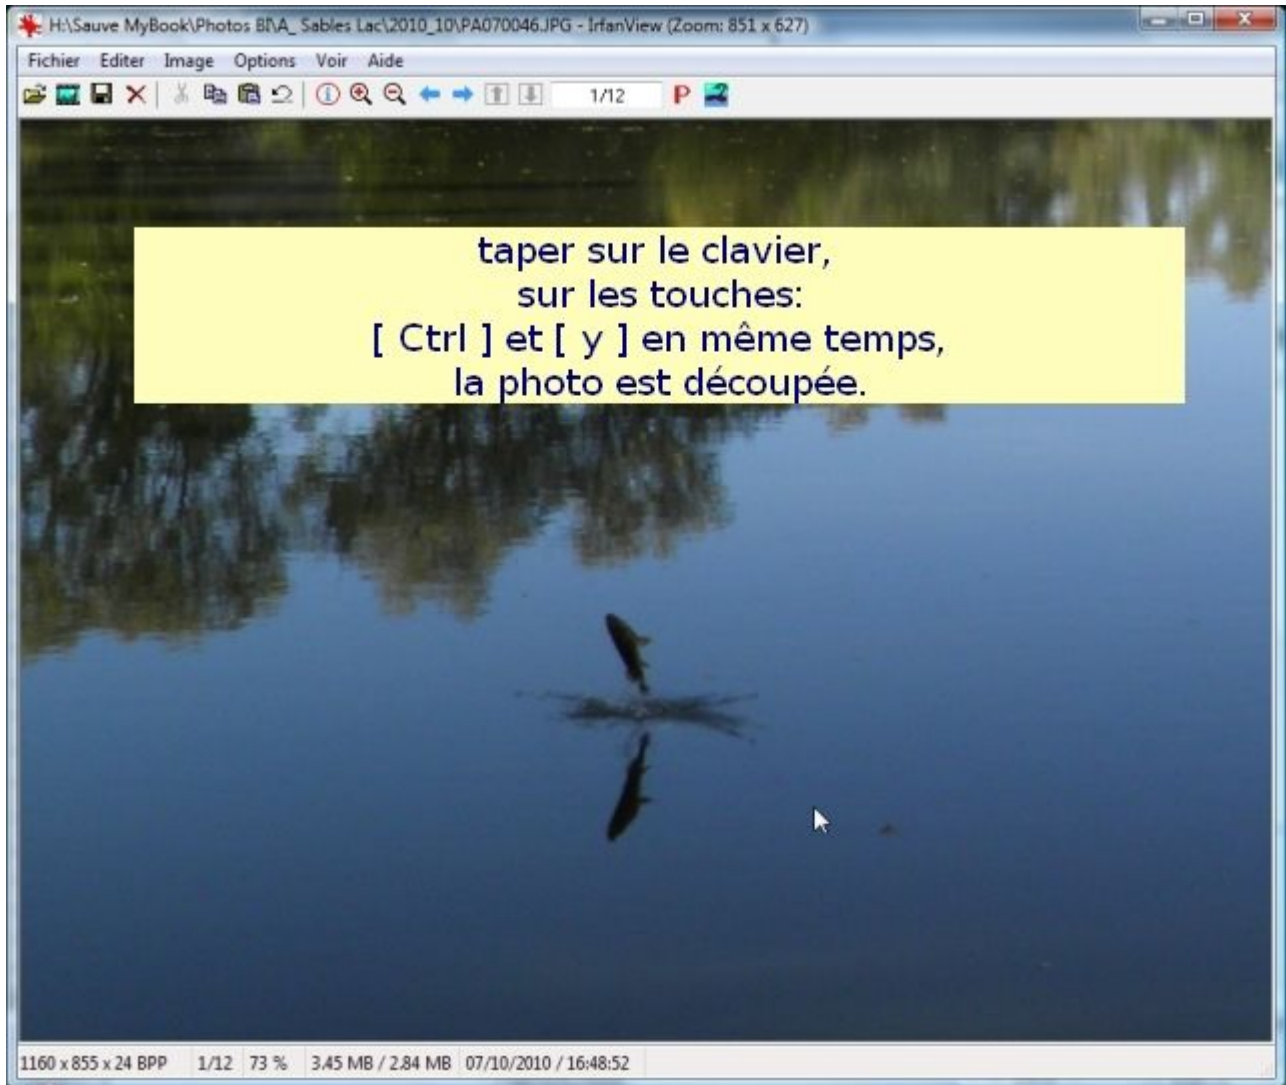 H:\Sauve MyBook\Photos BI\A_ Sables Lac\2010_10\PA070046.JPG - IrfanView (Zoom: 851 x 627)
Fichier Editer Image Options Voir Aide
1/12 P
taper sur le clavier,
sur les touches:
[ Ctrl ] et [ y ] en même temps,
la photo est découpée.
1160 x 855 x 24 BPP 1/12 73 % 3.45 MB / 2.84 MB 07/10/2010 / 16:48:52